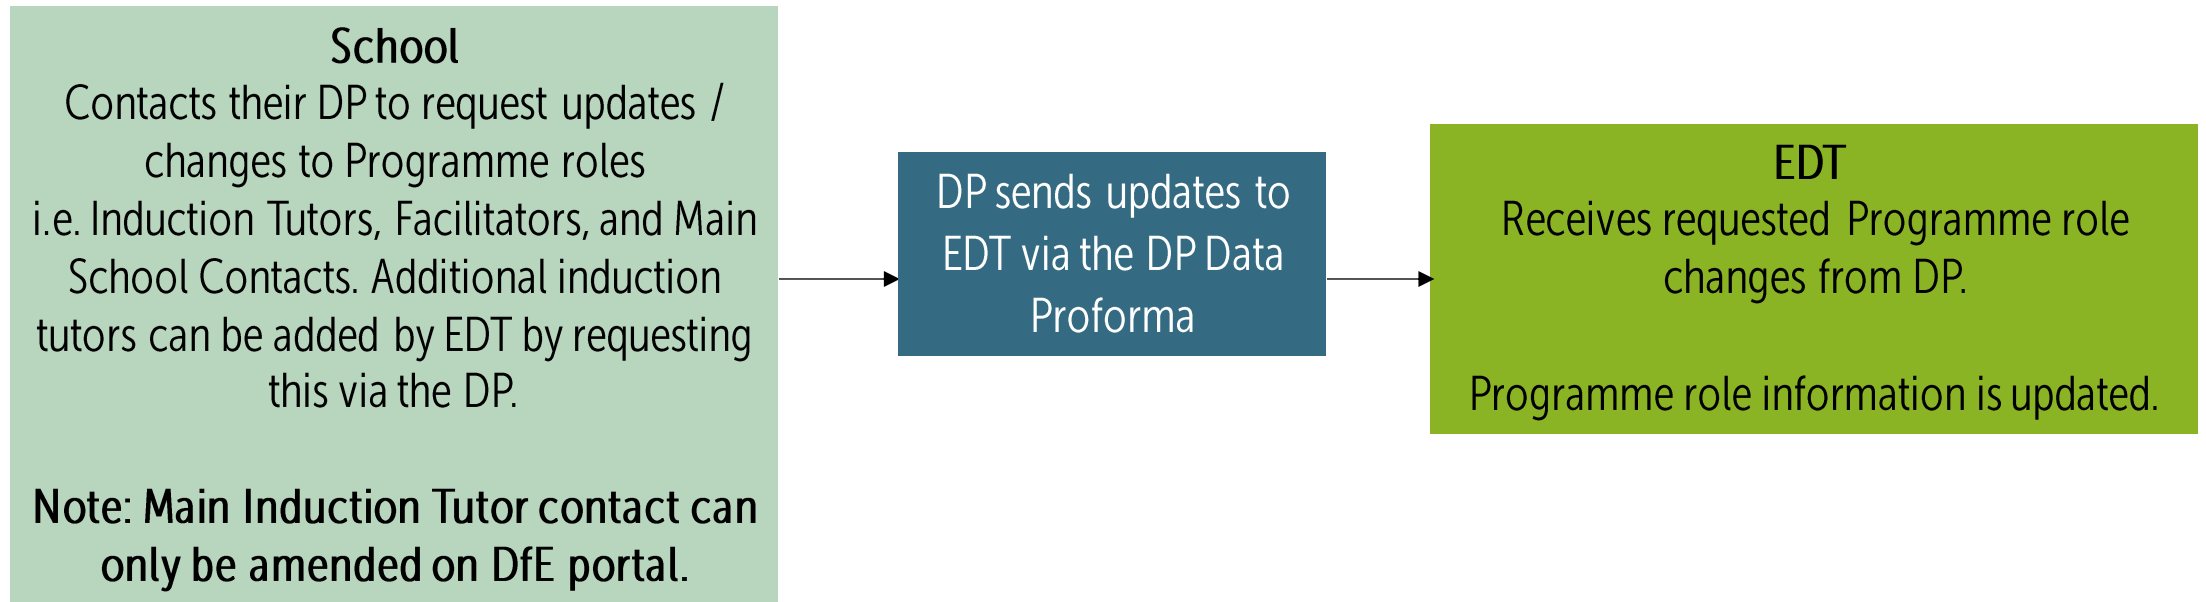 School
Contacts their DP to request updates /
changes to Programme roles
i.e. Induction Tutors, Facilitators, and Main
School Contacts. Additional induction
tutors can be added by EDT by requesting
this via the DP.
Note: Main Induction Tutor contact can
only be amended on DfE portal.
DP sends updates to
EDT via the DP Data
Proforma
EDT
Receives requested Programme role
changes from DP.
Programme role information is updated.